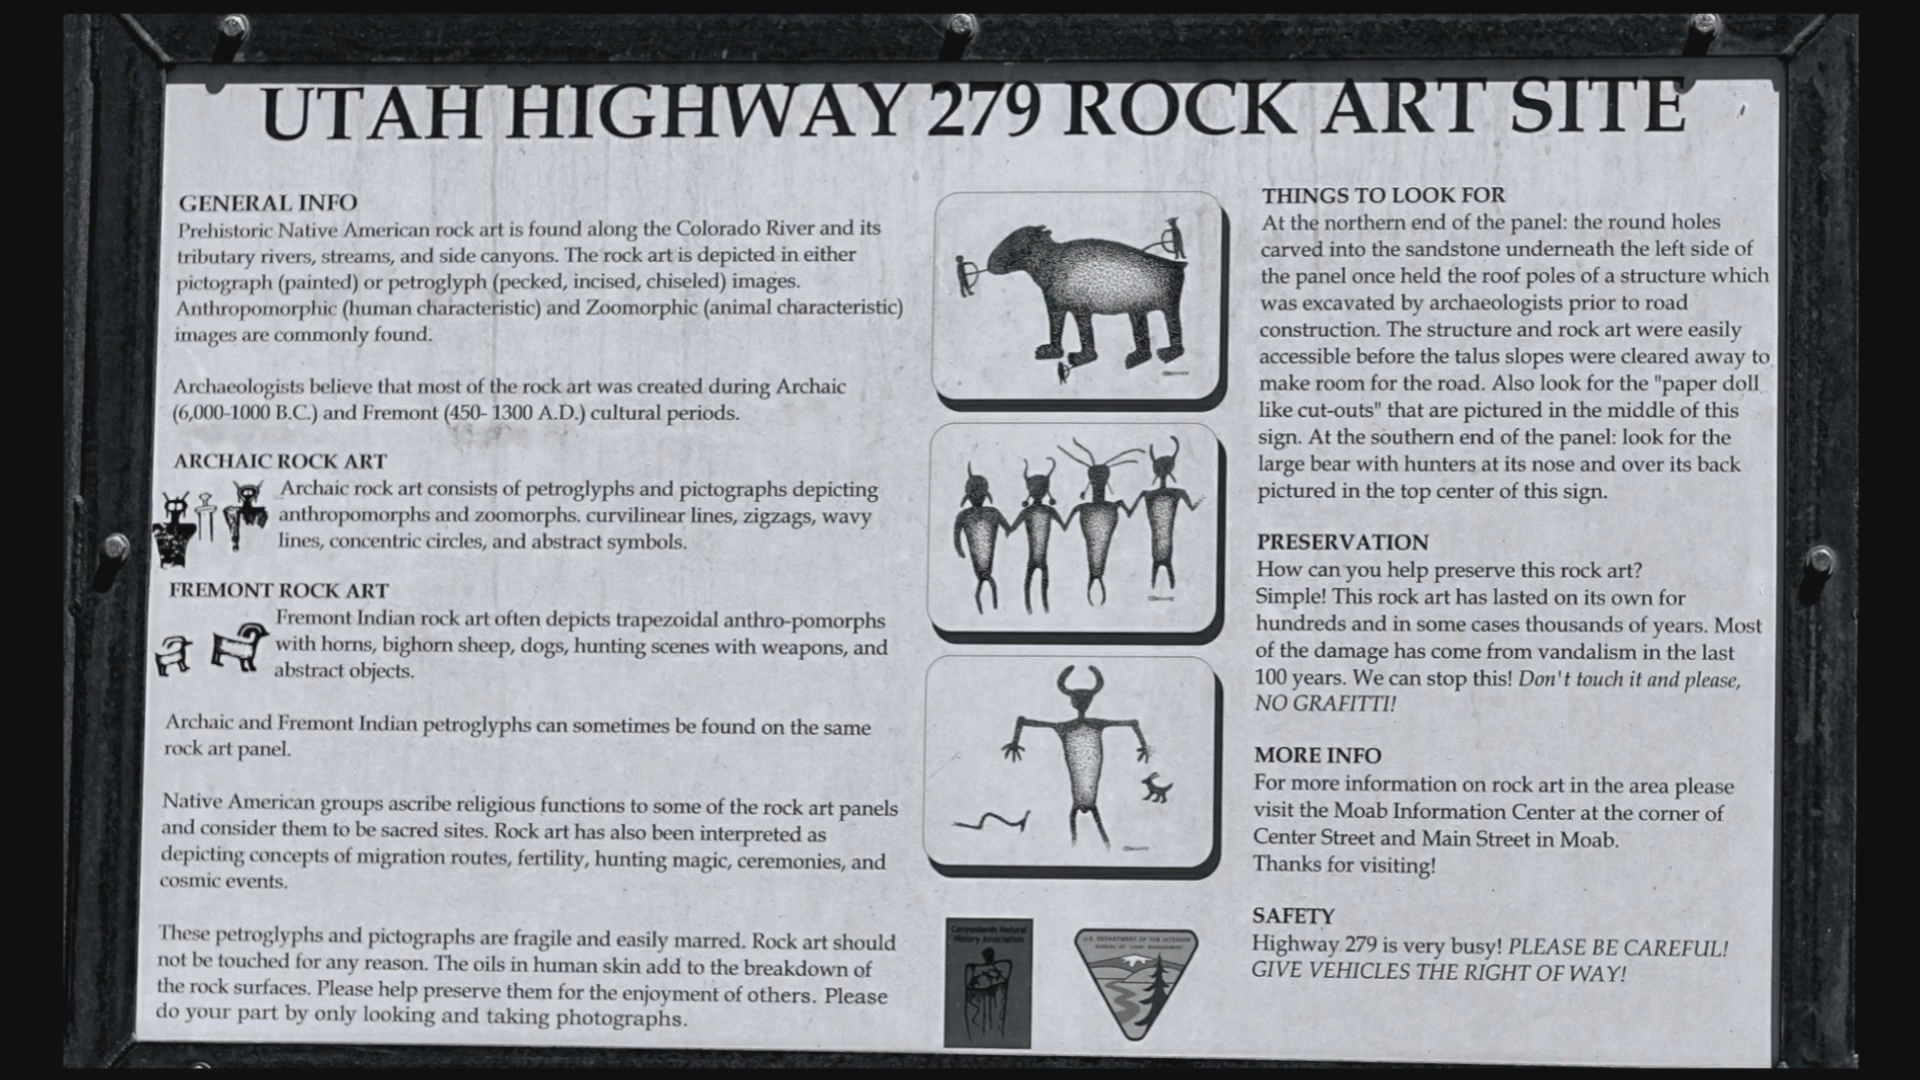 UTAH HIGHWAY 279 ROCK ART SITE
GENERAL INFO
Prehistoric Native American rock art is found along the Colorado River and its
tributary rivers, streams, and side canyons. The rock art is depicted in either
pictograph (painted) or petroglyph (pecked, incised, chiseled) images.
Anthropomorphic (human characteristic) and Zoomorphic (animal characteristic)
images are commonly found.
Archaeologists believe that most of the rock art was created during Archaic
(6,000-1000 B.C.) and Fremont (450- 1300 A.D.) cultural periods.
ARCHAIC ROCK ART
Archaic rock art consists of petroglyphs and pictographs depicting
anthropomorphs and zoomorphs. curvilinear lines, zigzags, wavy
lines, concentric circles, and abstract symbols.
FREMONT ROCK ART
Fremont Indian rock art often depicts trapezoidal anthro-pomorphs
with horns, bighorn sheep, dogs, hunting scenes with weapons, and
abstract objects.
Archaic and Fremont Indian petroglyphs can sometimes be found on the same
rock art panel.
Native American groups ascribe religious functions to some of the rock art panels
and consider them to be sacred sites. Rock art has also been interpreted as
depicting concepts of migration routes, fertility, hunting magic, ceremonies, and
cosmic events.
These petroglyphs and pictographs are fragile and easily marred. Rock art should
not be touched for any reason. The oils in human skin add to the breakdown of
the rock surfaces. Please help preserve them for the enjoyment of others. Please
do your part by only looking and taking photographs.
Canyonlands Natural
History Association
U.S. DEPARTMENT OF THE INTERIOR
BUREAU OF LAND MANAGEMENT
THINGS TO LOOK FOR
At the northern end of the panel: the round holes
carved into the sandstone underneath the left side of
the panel once held the roof poles of a structure which
was excavated by archaeologists prior to road
construction. The structure and rock art were easily
accessible before the talus slopes were cleared away to
make room for the road. Also look for the "paper doll
like cut-outs" that are pictured in the middle of this
sign. At the southern end of the panel: look for the
large bear with hunters at its nose and over its back
pictured in the top center of this sign.
PRESERVATION
How can you help preserve this rock art?
Simple! This rock art has lasted on its own for
hundreds and in some cases thousands of years. Most
of the damage has come from vandalism in the last
100 years. We can stop this! Don't touch it and please,
NO GRAFITTI!
MORE INFO
For more information on rock art in the area please
visit the Moab Information Center at the corner of
Center Street and Main Street in Moab.
Thanks for visiting!
SAFETY
Highway 279 is very busy! PLEASE BE CAREFUL!
GIVE VEHICLES THE RIGHT OF WAY!